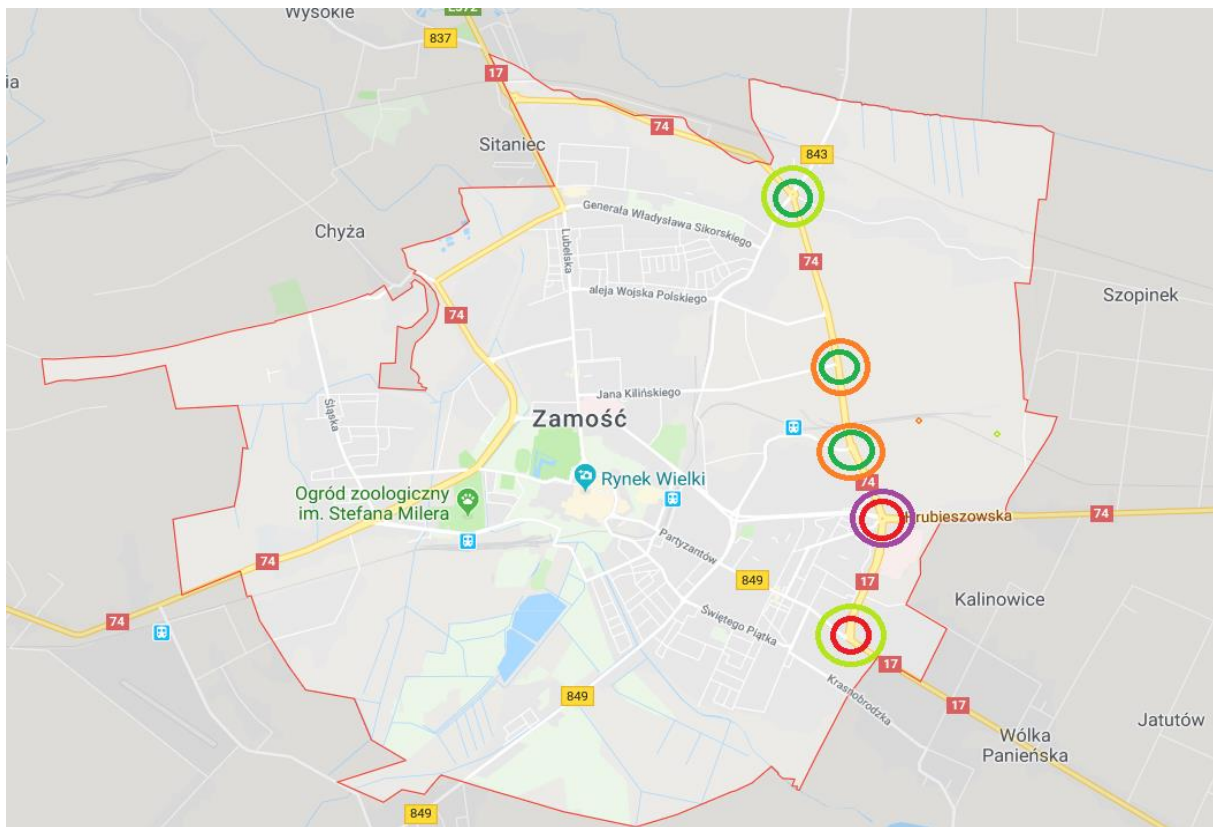 Wysokie
E372
837
17
ia
74
Sitaniec
843
Generała Władysława Sikorskiego
Chyża
Lubelska
74
aleja Wojska Polskiego
Szopinek
74
Jana Kilińskiego
Śląska
Zamość
Rynek Wielki
74
Ogród zoologiczny
im. Stefana Milera
Hrubieszowska
74
Partyzantów
74
849
17
Kalinowice
74
Świętego Piątka
17
Krasnobrodzka
849
17
Jatutów
Wólka
Panieńska
849